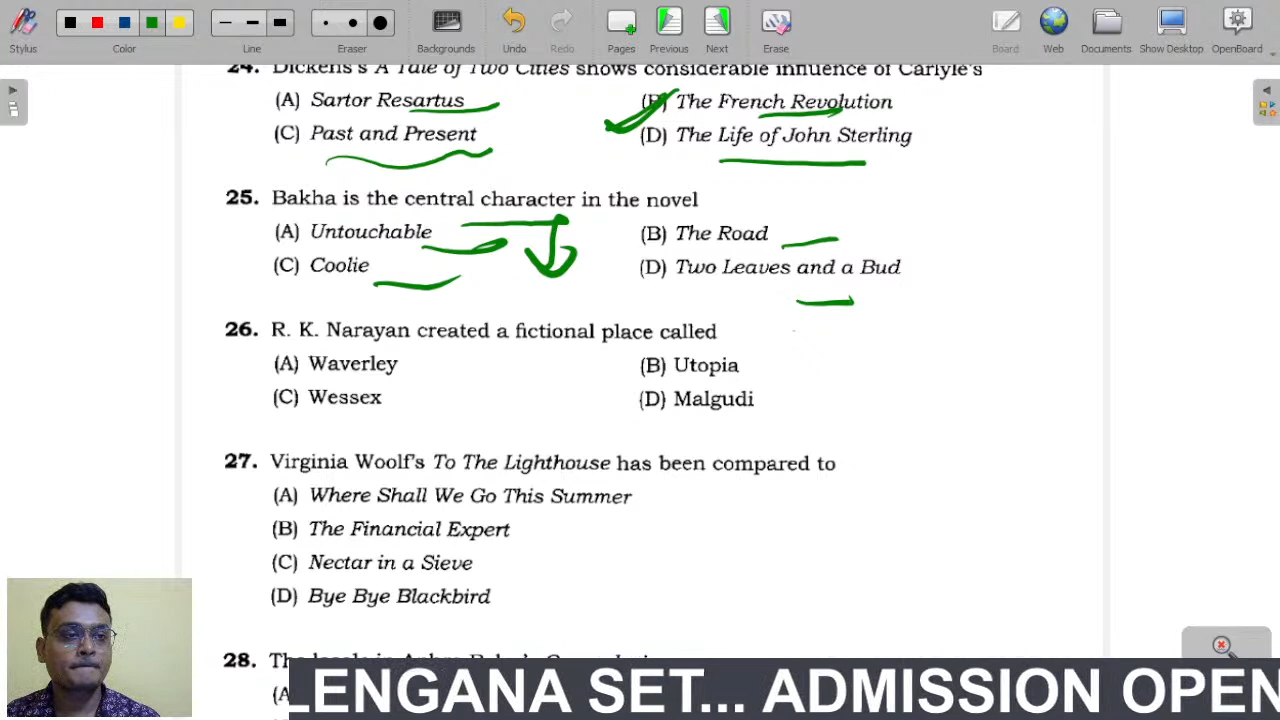 Stylus
Color
Line
Eraser
Backgrounds
Undo
Redo
Pages
Previous
Next
Erase
Board
Web
Documents
Show Desktop
OpenBoard
24. Dickens's A Tale of Two Cities shows considerable influence of Carlyle's
(A) Sartor Resartus (B) The French Revolution
(C) Past and Present (D) The Life of John Sterling
25. Bakha is the central character in the novel
(A) Untouchable (B) The Road
(C) Coolie (D) Two Leaves and a Bud
26. R. K. Narayan created a fictional place called
(A) Waverley (B) Utopia
(C) Wessex (D) Malgudi
27. Virginia Woolf's To The Lighthouse has been compared to
(A) Where Shall We Go This Summer
(B) The Financial Expert
(C) Nectar in a Sieve
(D) Bye Bye Blackbird
28.
(A
LENGANA SET... ADMISSION OPEN